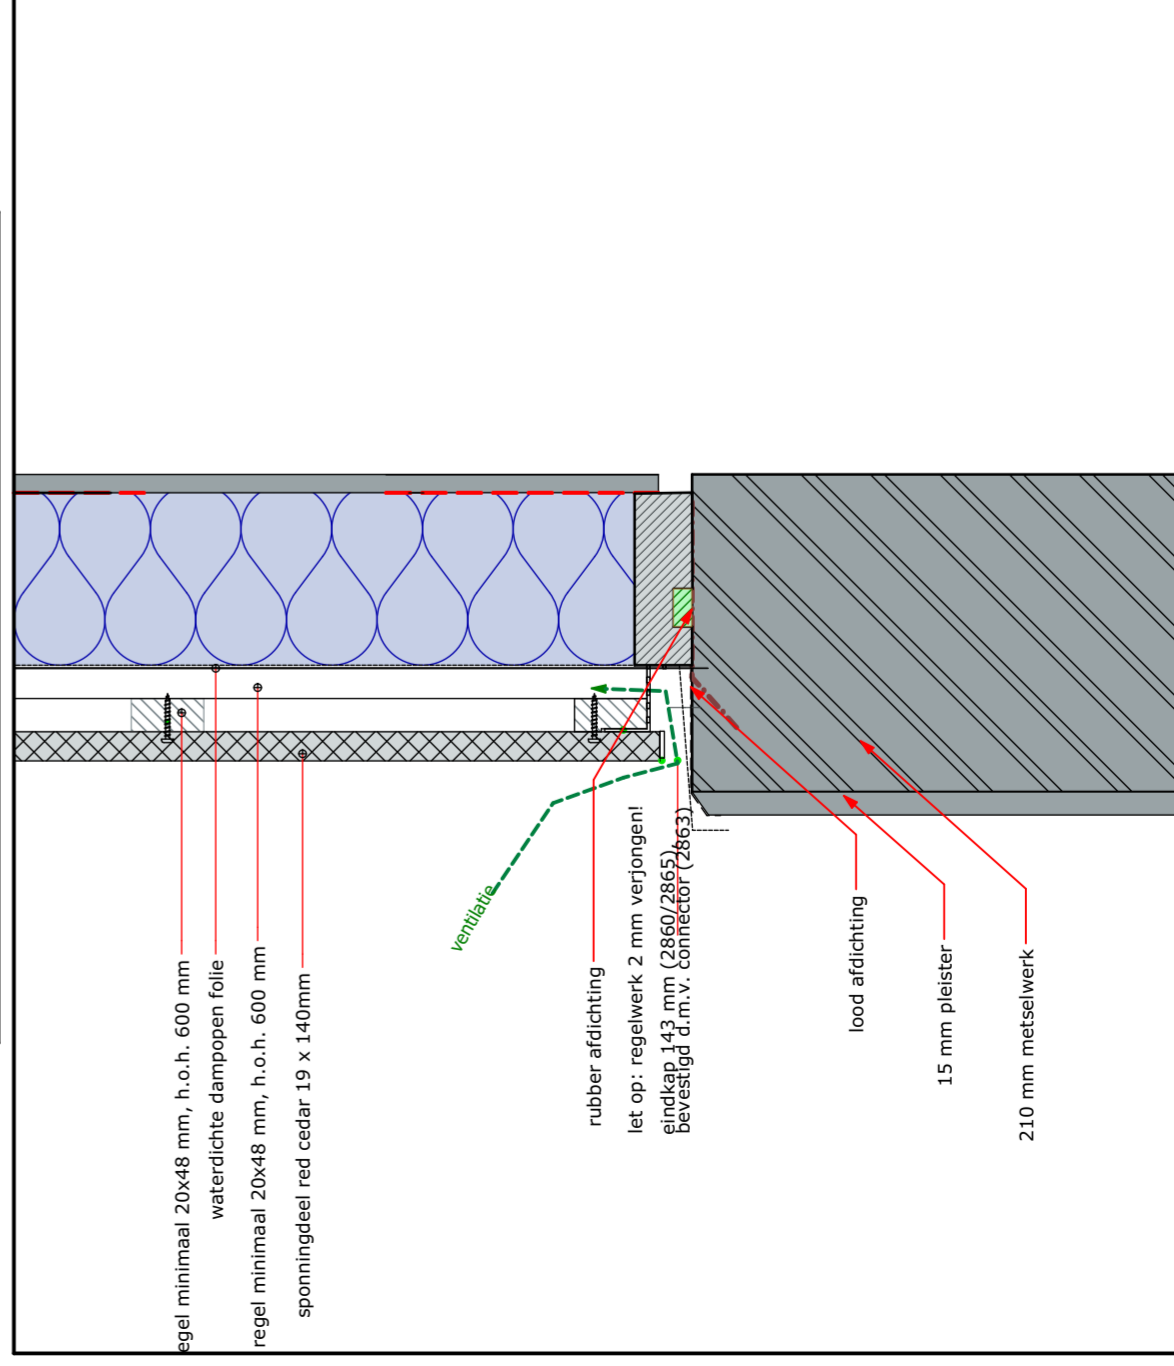 egel minimaal 20x48 mm, h.o.h. 600 mm
waterdichte dampopen folie
regel minimaal 20x48 mm, h.o.h. 600 mm
sponningdeel red cedar 19 x 140mm
ventilatie
rubber afdichting
let op: regelwerk 2 mm verjongen!
eindkap 143 mm (2860/2865),
bevestigd d.m.v. connector (2863)
lood afdichting
15 mm pleister
210 mm metselwerk